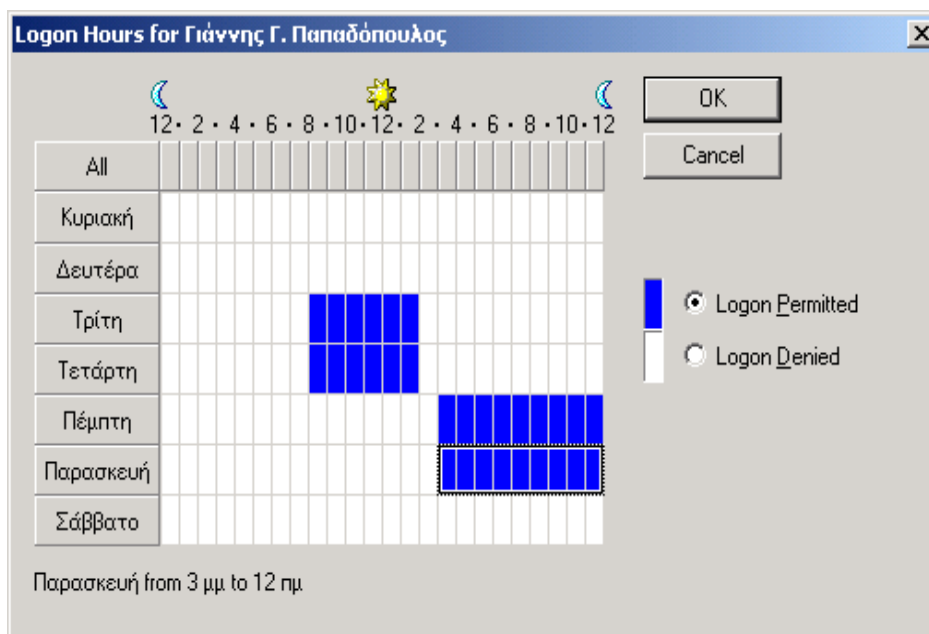 Logon Hours for Γιάννης Γ. Παπαδόπουλος
OK
12 · 2 · 4 · 6 · 8 · 10 · 12 · 2 · 4 · 6 · 8 · 10 · 12
Cancel
All
Κυριακή
Δευτέρα
Τρίτη
Logon Permitted
Τετάρτη
Logon Denied
Πέμπτη
Παρασκευή
Σάββατο
Παρασκευή from 3 μμ to 12 πμ